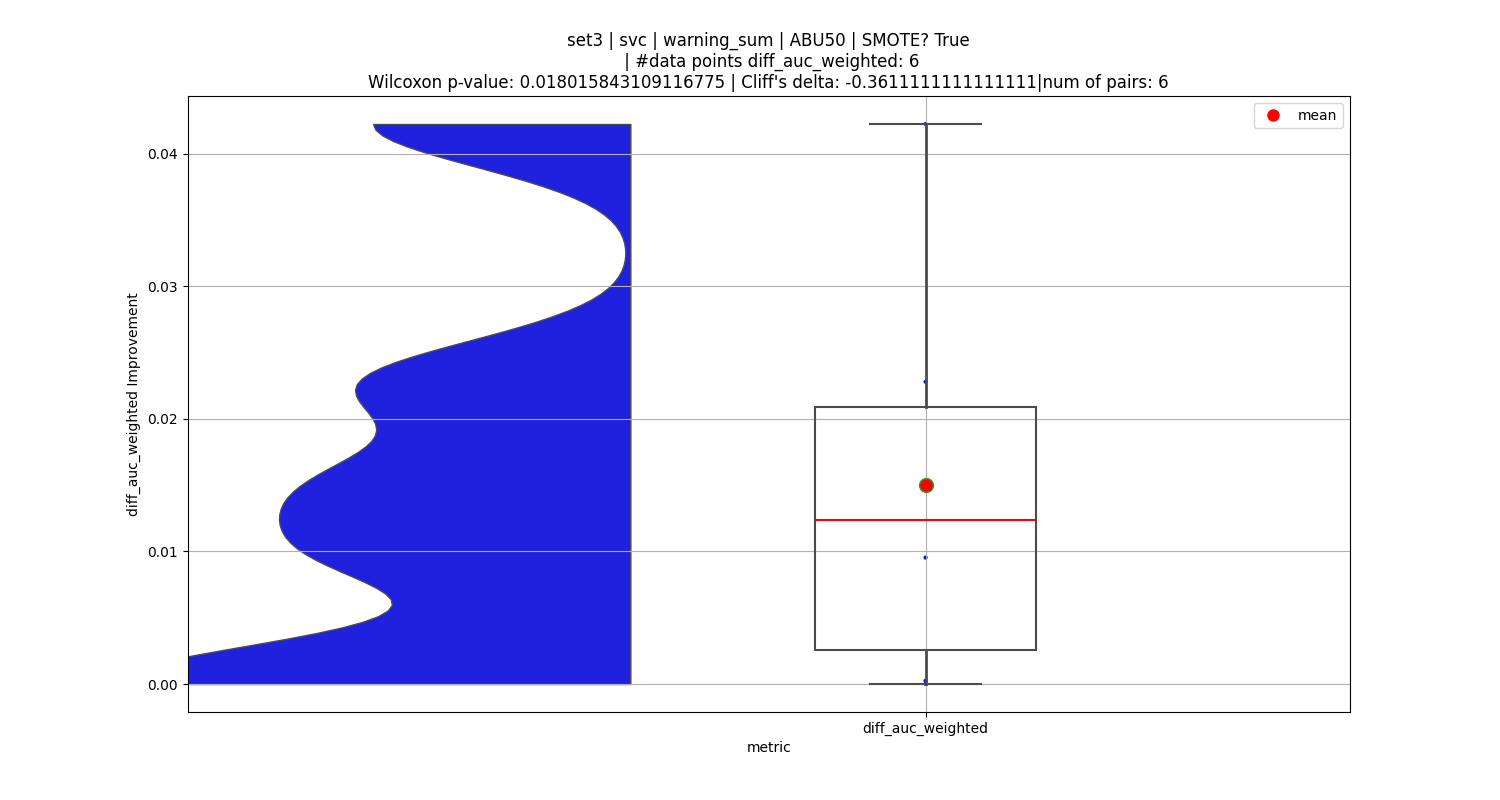 set3 | svc | warning_sum | ABU50 | SMOTE? True
| #data points diff_auc_weighted: 6
Wilcoxon p-value: 0.018015843109116775 | Cliff's delta: -0.3611111111111111|num of pairs: 6
mean
0.04
0.03
0.02
0.01
0.00
diff_auc_weighted Improvement
diff_auc_weighted
metric